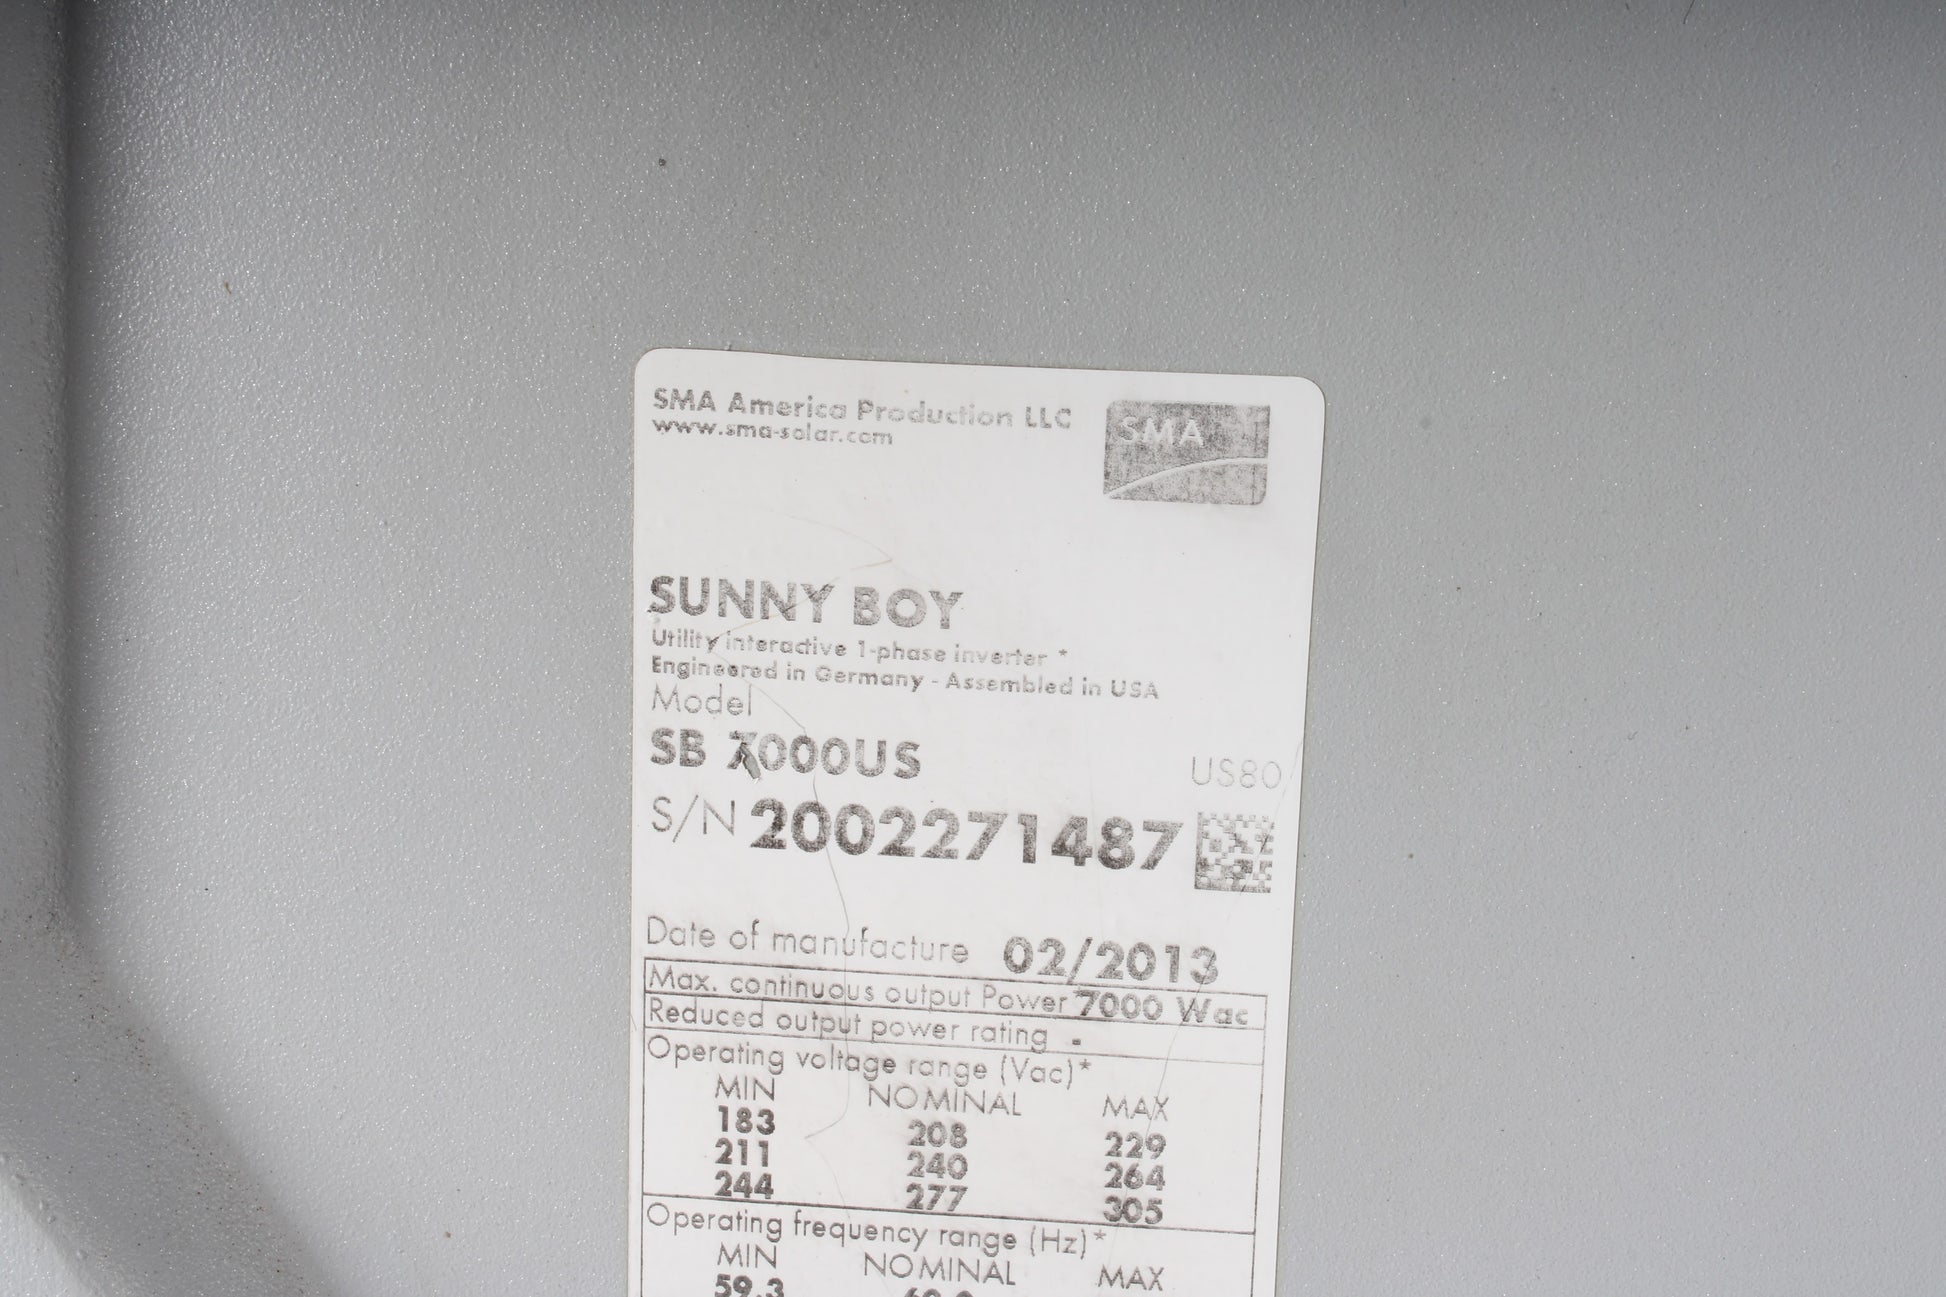 SMA America Production LLC
www.sma-solar.com
SMA
SUNNY BOY
Utility interactive 1-phase inverter *
Engineered in Germany - Assembled in USA
Model
SB 7000US US80
S/N 2002271487
Date of manufacture 02/2013
Max. continuous output Power 7000 Wac
Reduced output power rating -
Operating voltage range (Vac)*
MIN NOMINAL MAX
183 208 229
211 240 264
244 277 305
Operating frequency range (Hz)*
MIN NOMINAL MAX
59.3